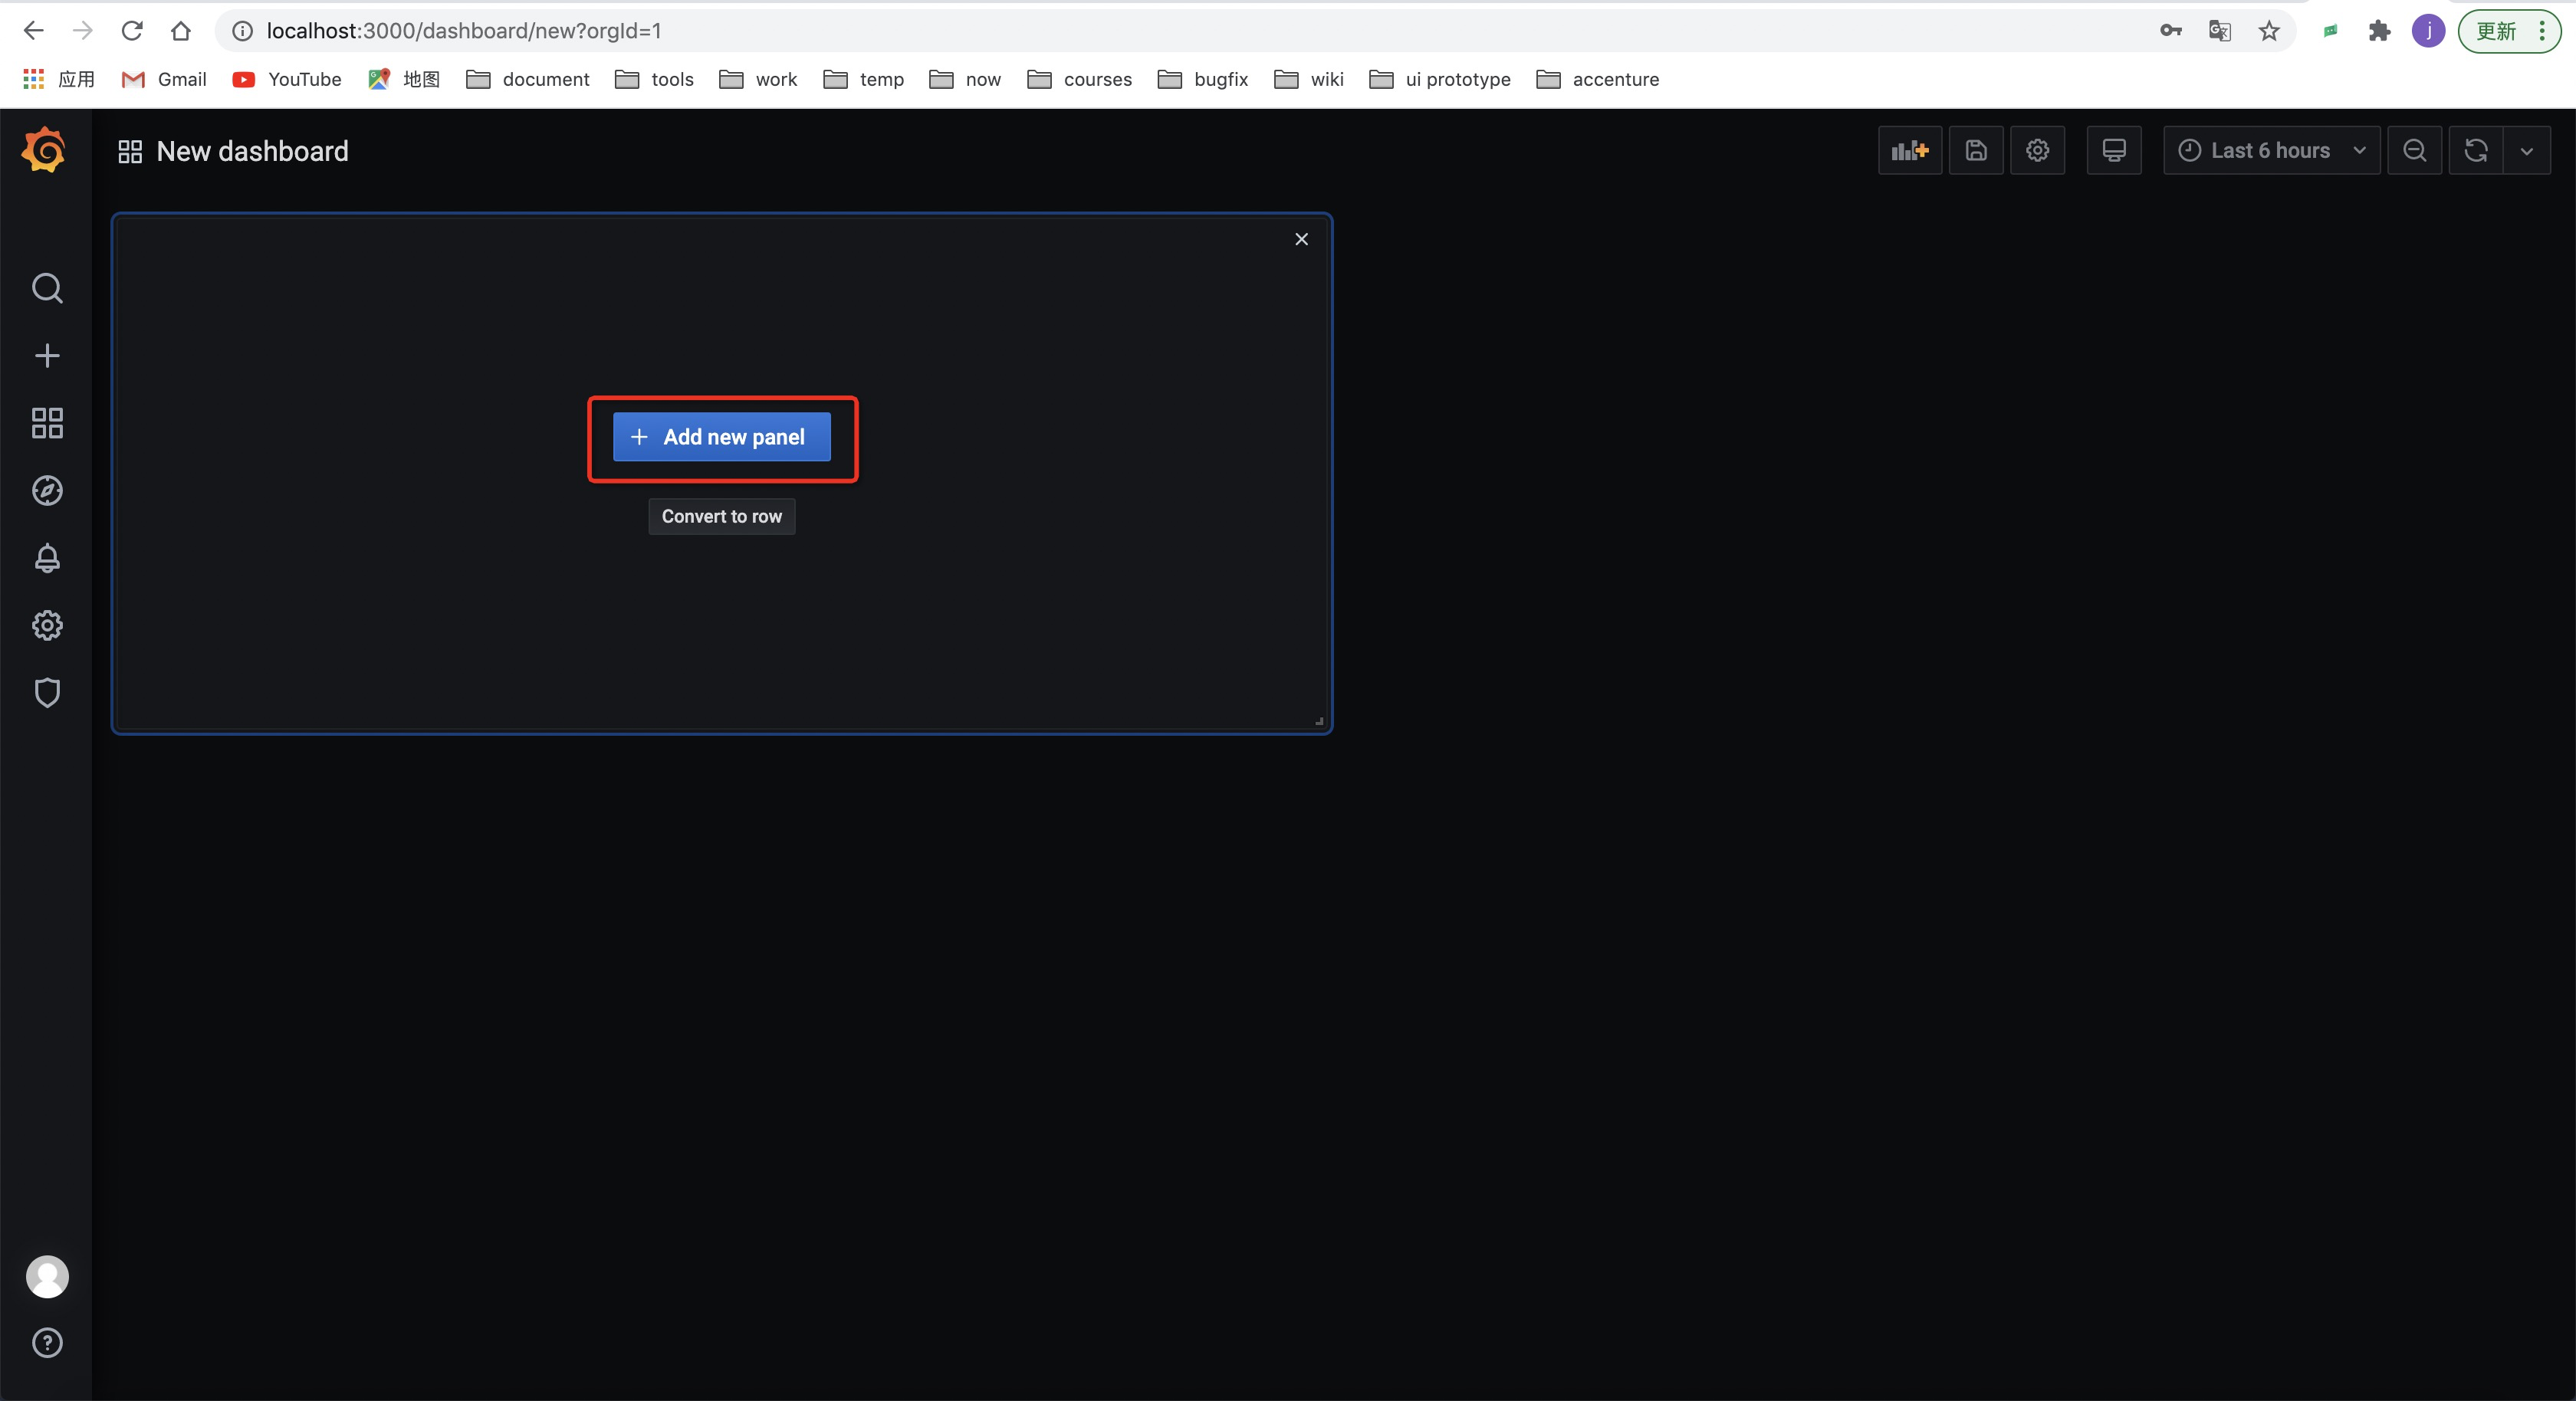 localhost:3000/dashboard/new?orgId=1
j
更新
应用
Gmail
YouTube
地图
document
tools
work
temp
now
courses
bugfix
wiki
ui prototype
accenture
New dashboard
Last 6 hours
+ Add new panel
Convert to row